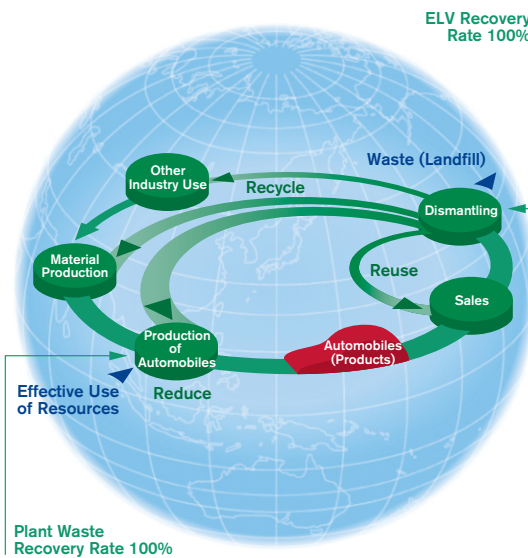 ELV Recovery
Rate 100%
Waste (Landfill)
Other
Industry Use
Recycle
Dismantling
Material
Production
Reuse
Sales
Production
of
Automobiles
Automobiles
(Products)
Effective Use
of Resources
Reduce
Plant Waste
Recovery Rate 100%